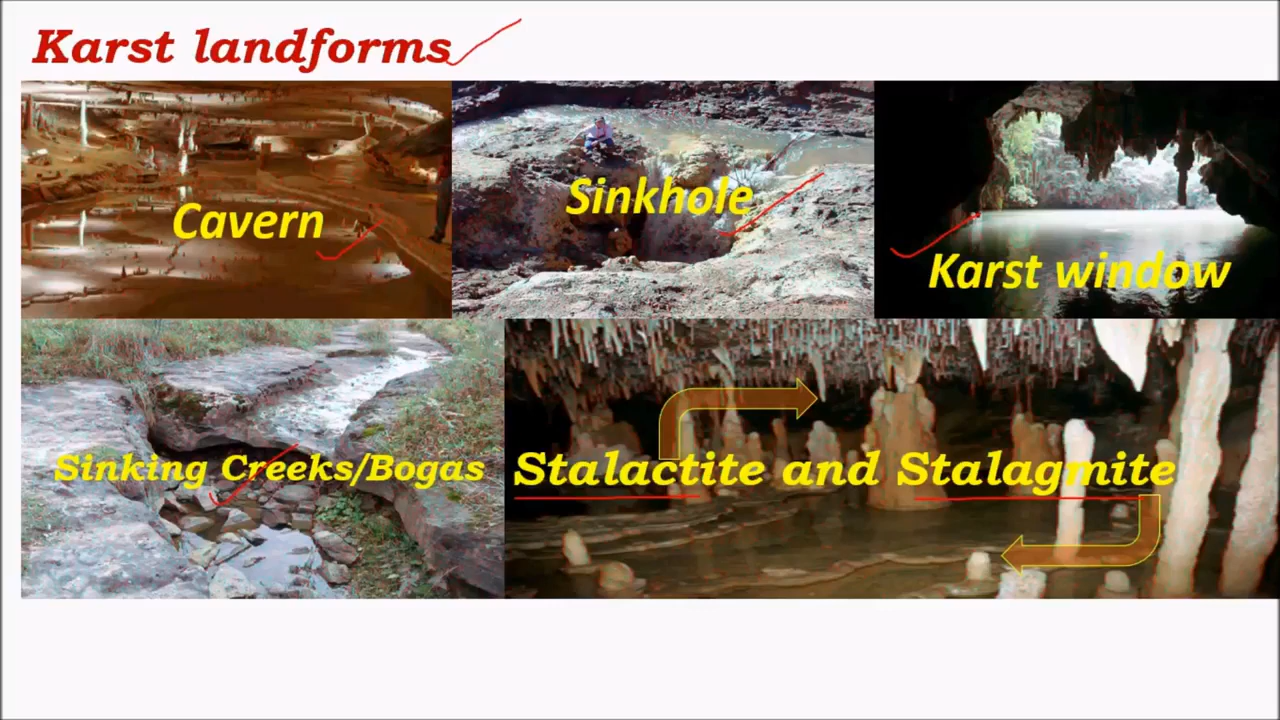 Karst landforms
Cavern
Sinkhole
Karst window
Sinking Creeks/Bogas
Stalactite and Stalagmite